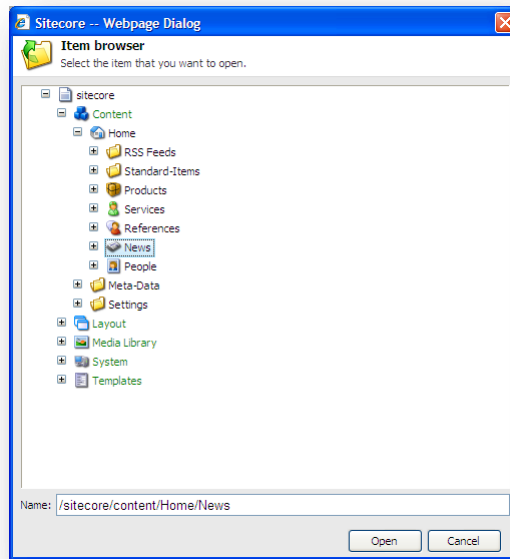 Sitecore -- Webpage Dialog
Item browser
Select the item that you want to open.
sitecore
Content
Home
RSS Feeds
Standard-Items
Products
Services
References
News
People
Meta-Data
Settings
Layout
Media Library
System
Templates
Name: /sitecore/content/Home/News
Open Cancel